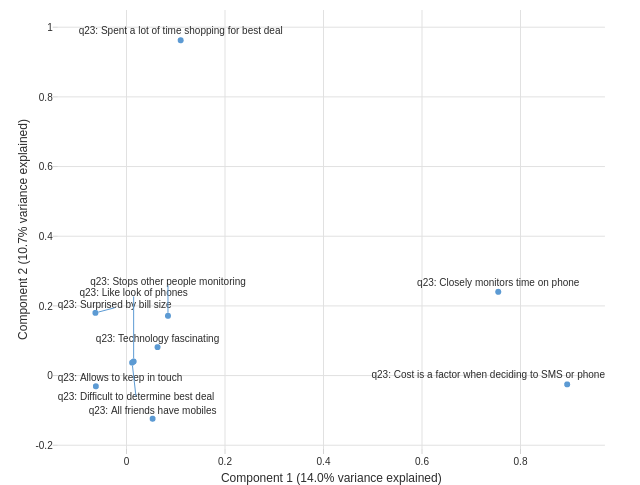 1
q23: Spent a lot of time shopping for best deal
0.8
0.6
0.4
q23: Stops other people monitoring
q23: Closely monitors time on phone
q23: Like look of phones
0.2
q23: Surprised by bill size
q23: Technology fascinating
0
q23: Allows to keep in touch
q23: Cost is a factor when deciding to SMS or phone
q23: Difficult to determine best deal
q23: All friends have mobiles
-0.2
0 0.2 0.4 0.6 0.8
Component 1 (14.0% variance explained)
Component 2 (10.7% variance explained)